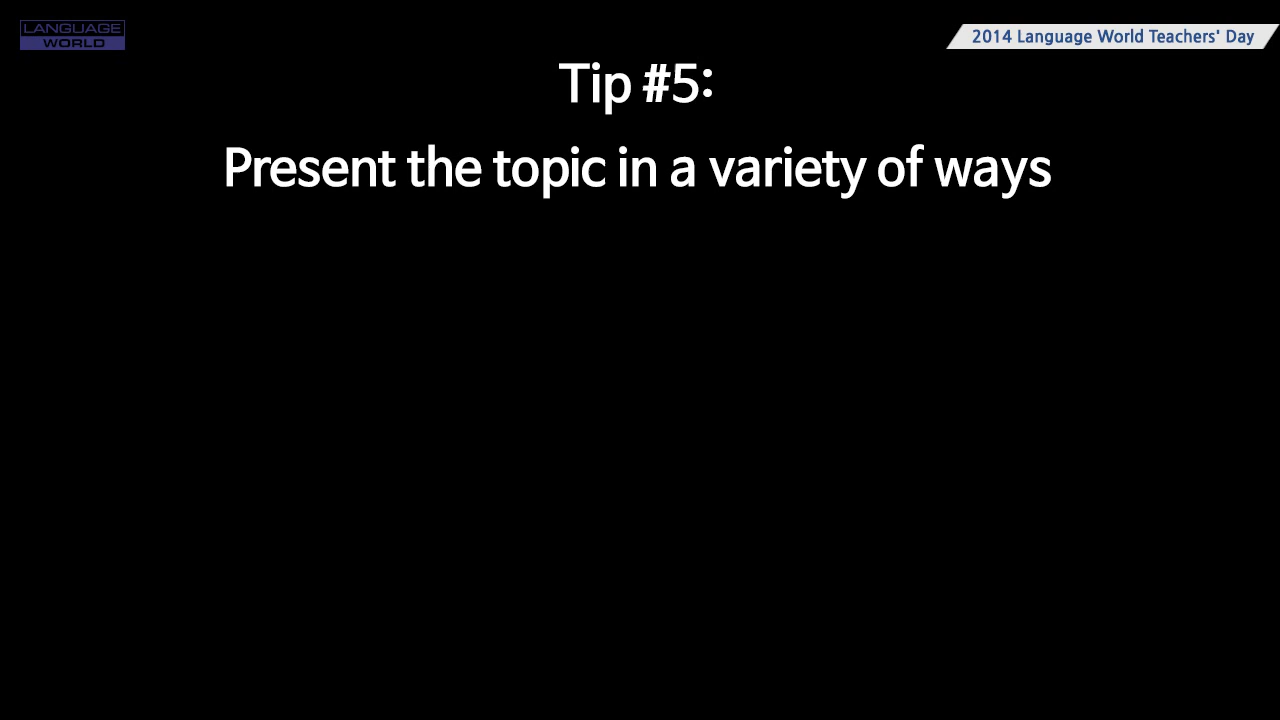 LANGUAGE
WORLD
2014 Language World Teachers' Day
Tip #5:
Present the topic in a variety of ways